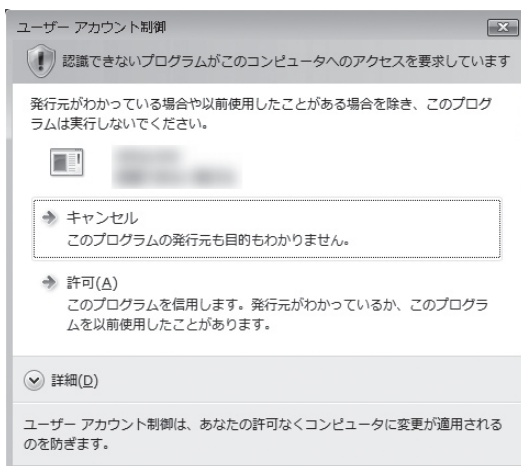 ユーザー アカウント制御
認識できないプログラムがこのコンピュータへのアクセスを要求しています
発行元がわかっている場合や以前使用したことがある場合を除き、このプログ
ラムは実行しないでください。
キャンセル
このプログラムの発行元も目的もわかりません。
許可(A)
このプログラムを信用します。発行元がわかっているか、このプログラ
ムを以前使用したことがあります。
詳細(D)
ユーザー アカウント制御は、あなたの許可なくコンピュータに変更が適用される
のを防ぎます。